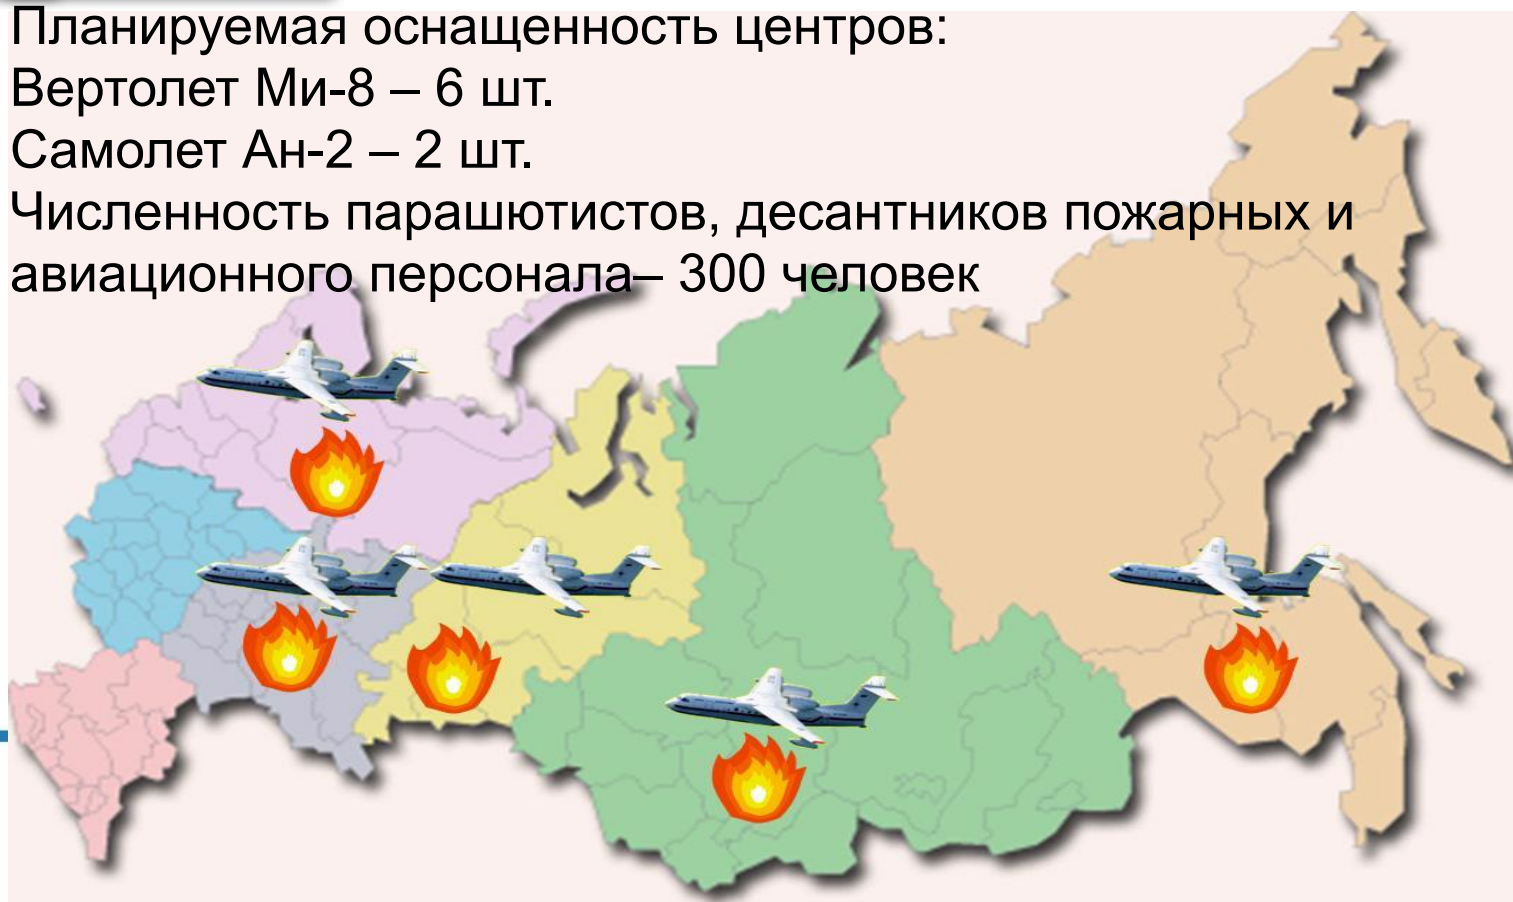 Планируемая оснащенность центров:
Вертолет Ми-8 – 6 шт.
Самолет Ан-2 – 2 шт.
Численность парашютистов, десантников пожарных и
авиационного персонала– 300 человек